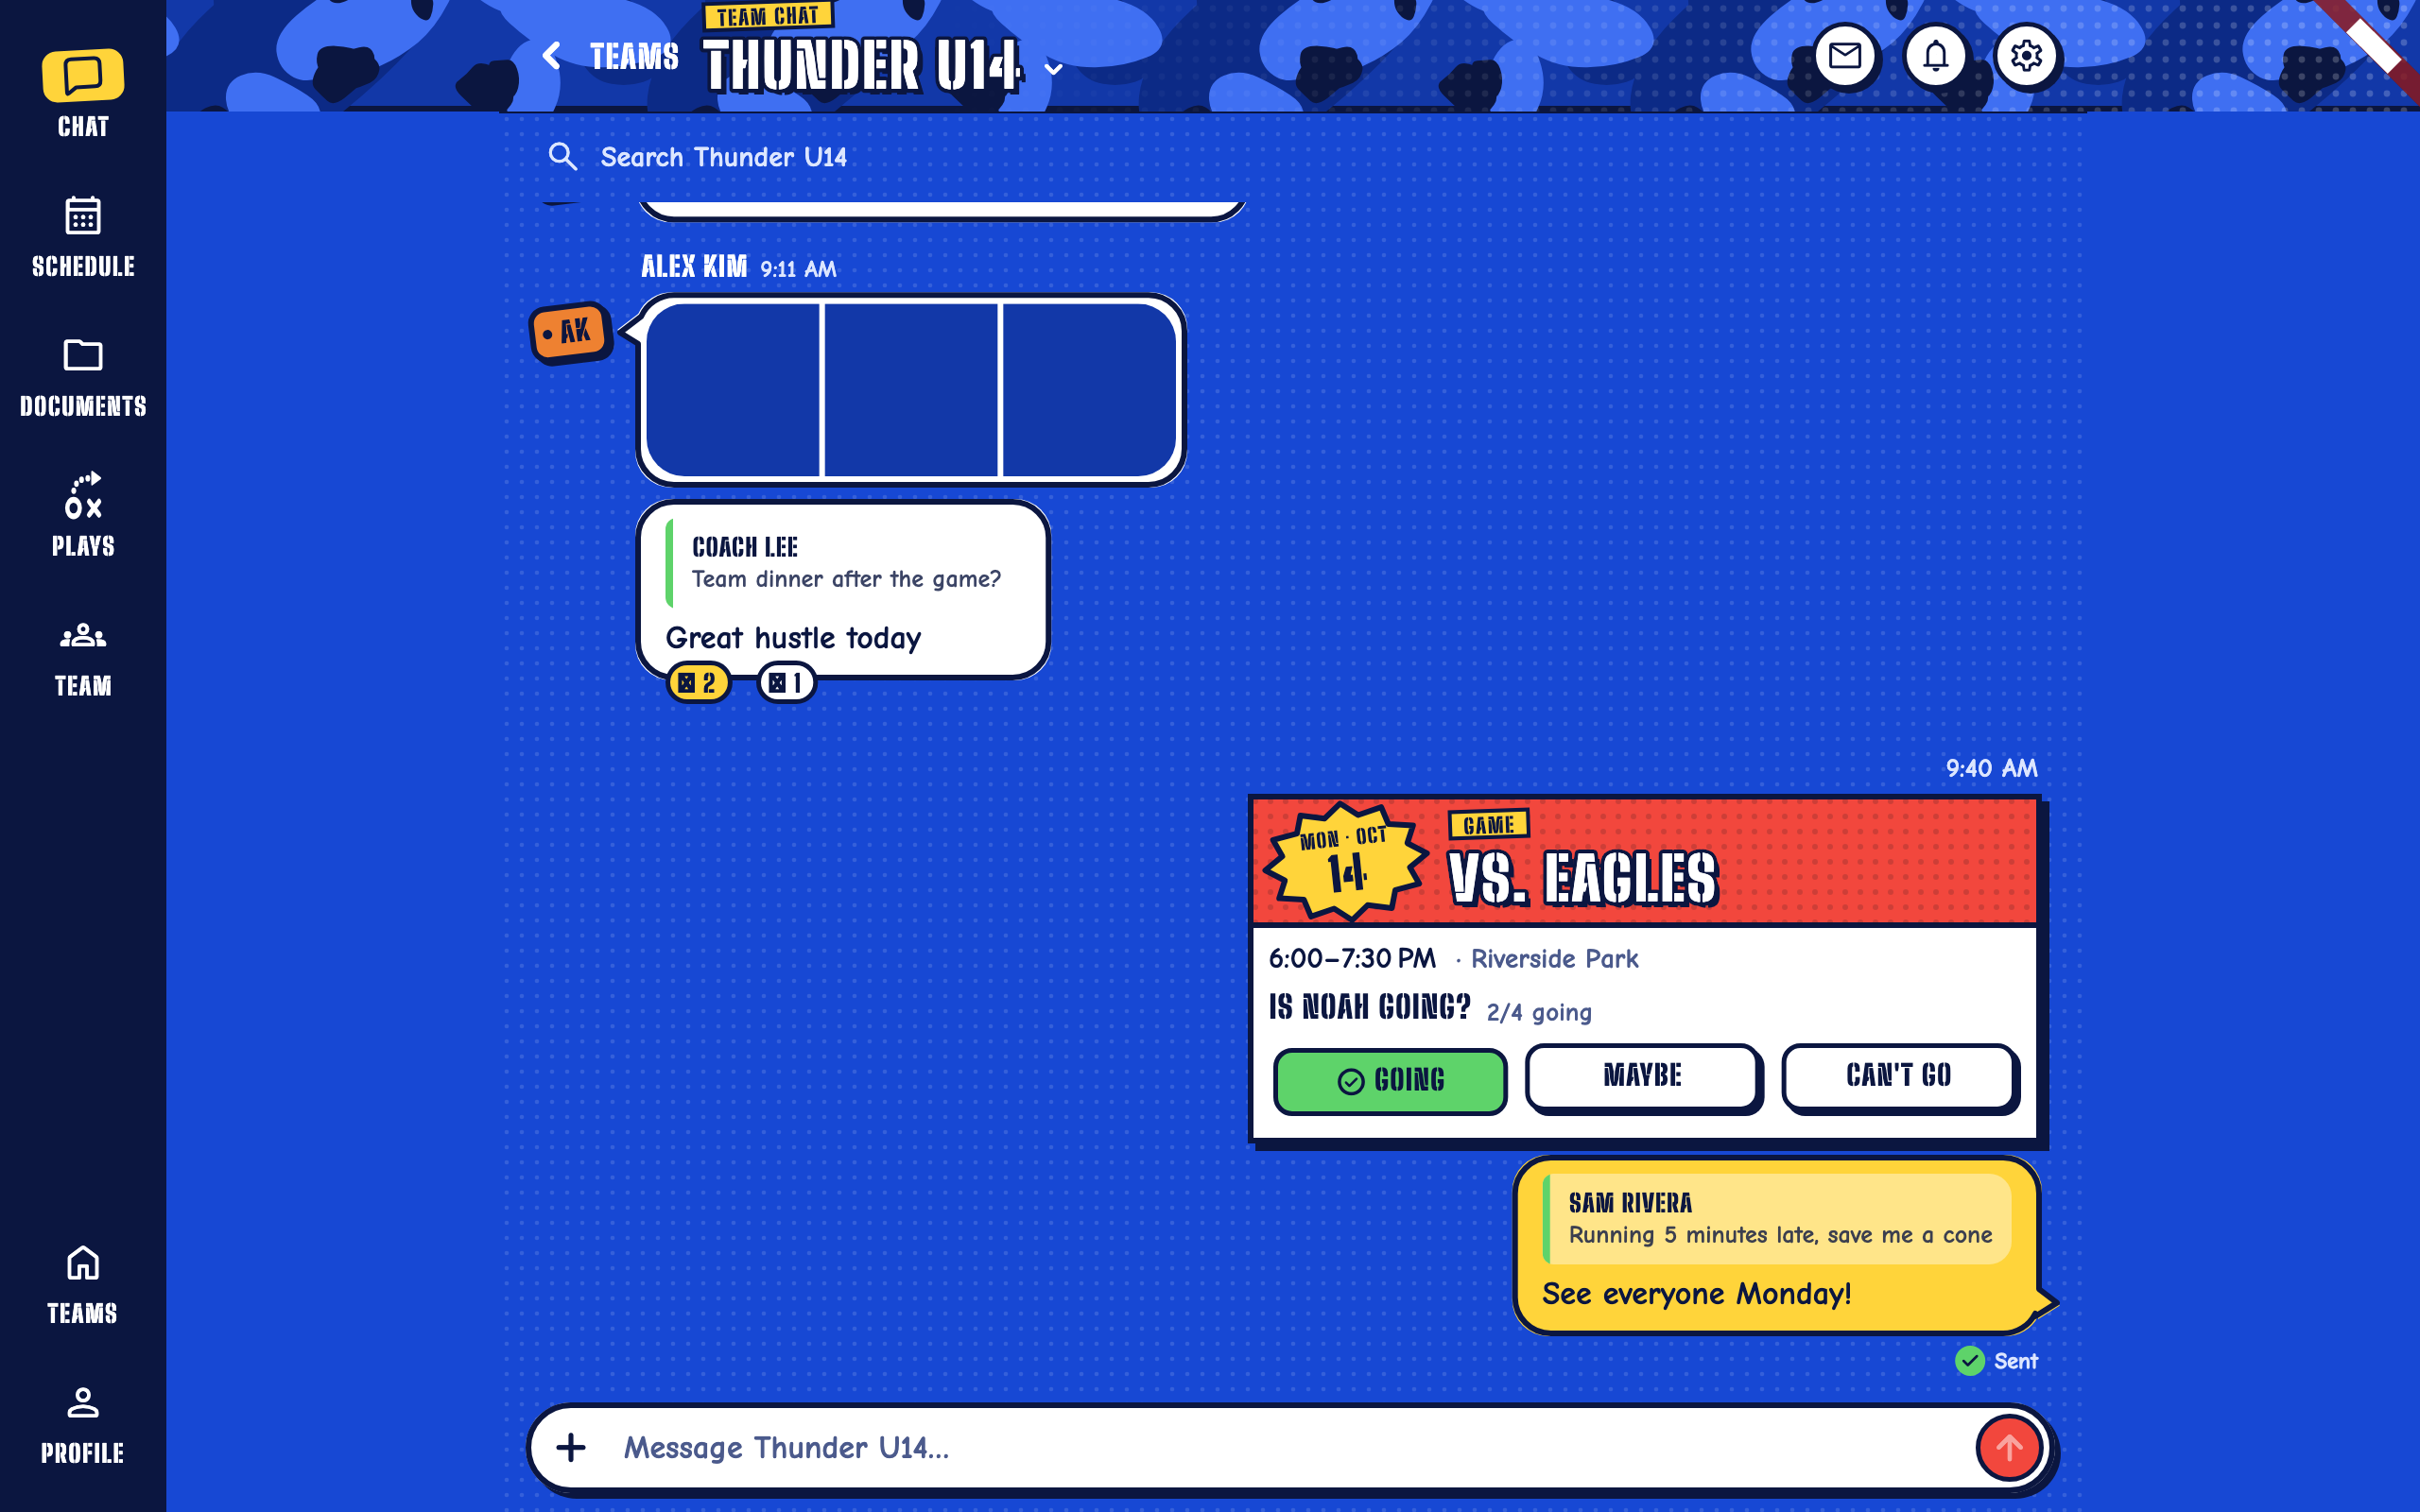 CHAT
SCHEDULE
DOCUMENTS
PLAYS
TEAM
TEAMS
PROFILE
TEAMS
TEAM CHAT
THUNDER U14
Search Thunder U14
ALEX KIM 9:11 AM
AK
COACH LEE
Team dinner after the game?
Great hustle today
2 1
9:40 AM
MON · OCT
14
GAME
VS. EAGLES
6:00–7:30 PM · Riverside Park
IS NOAH GOING? 2/4 going
GOING MAYBE CAN'T GO
SAM RIVERA
Running 5 minutes late, save me a cone
See everyone Monday!
Sent
Message Thunder U14...